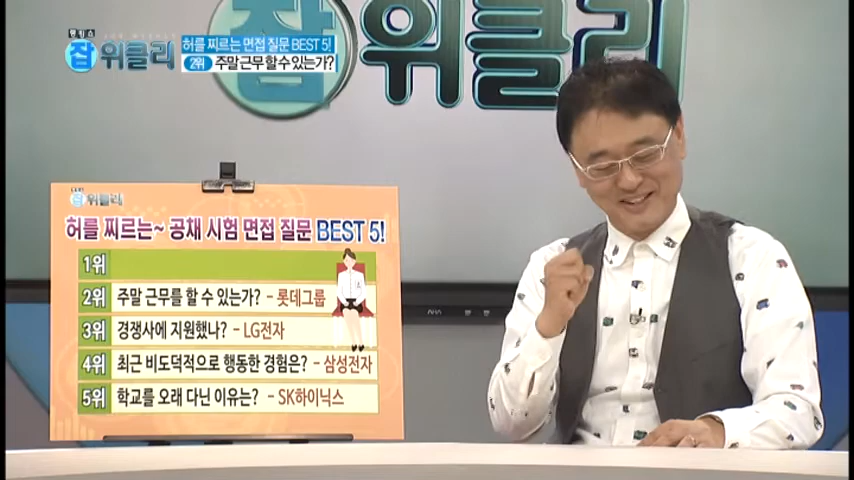 토킹쇼
잡 위클리
JOB WEEKLY
허를 찌르는 면접 질문 BEST 5!
2위 주말 근무 할 수 있는가?
잡 위클리
잡 위클리
허를 찌르는~ 공채 시험 면접 질문 BEST 5!
1위
2위 주말 근무를 할 수 있는가? - 롯데그룹
3위 경쟁사에 지원했나? - LG전자
4위 최근 비도덕적으로 행동한 경험은? - 삼성전자
5위 학교를 오래 다닌 이유는? - SK하이닉스